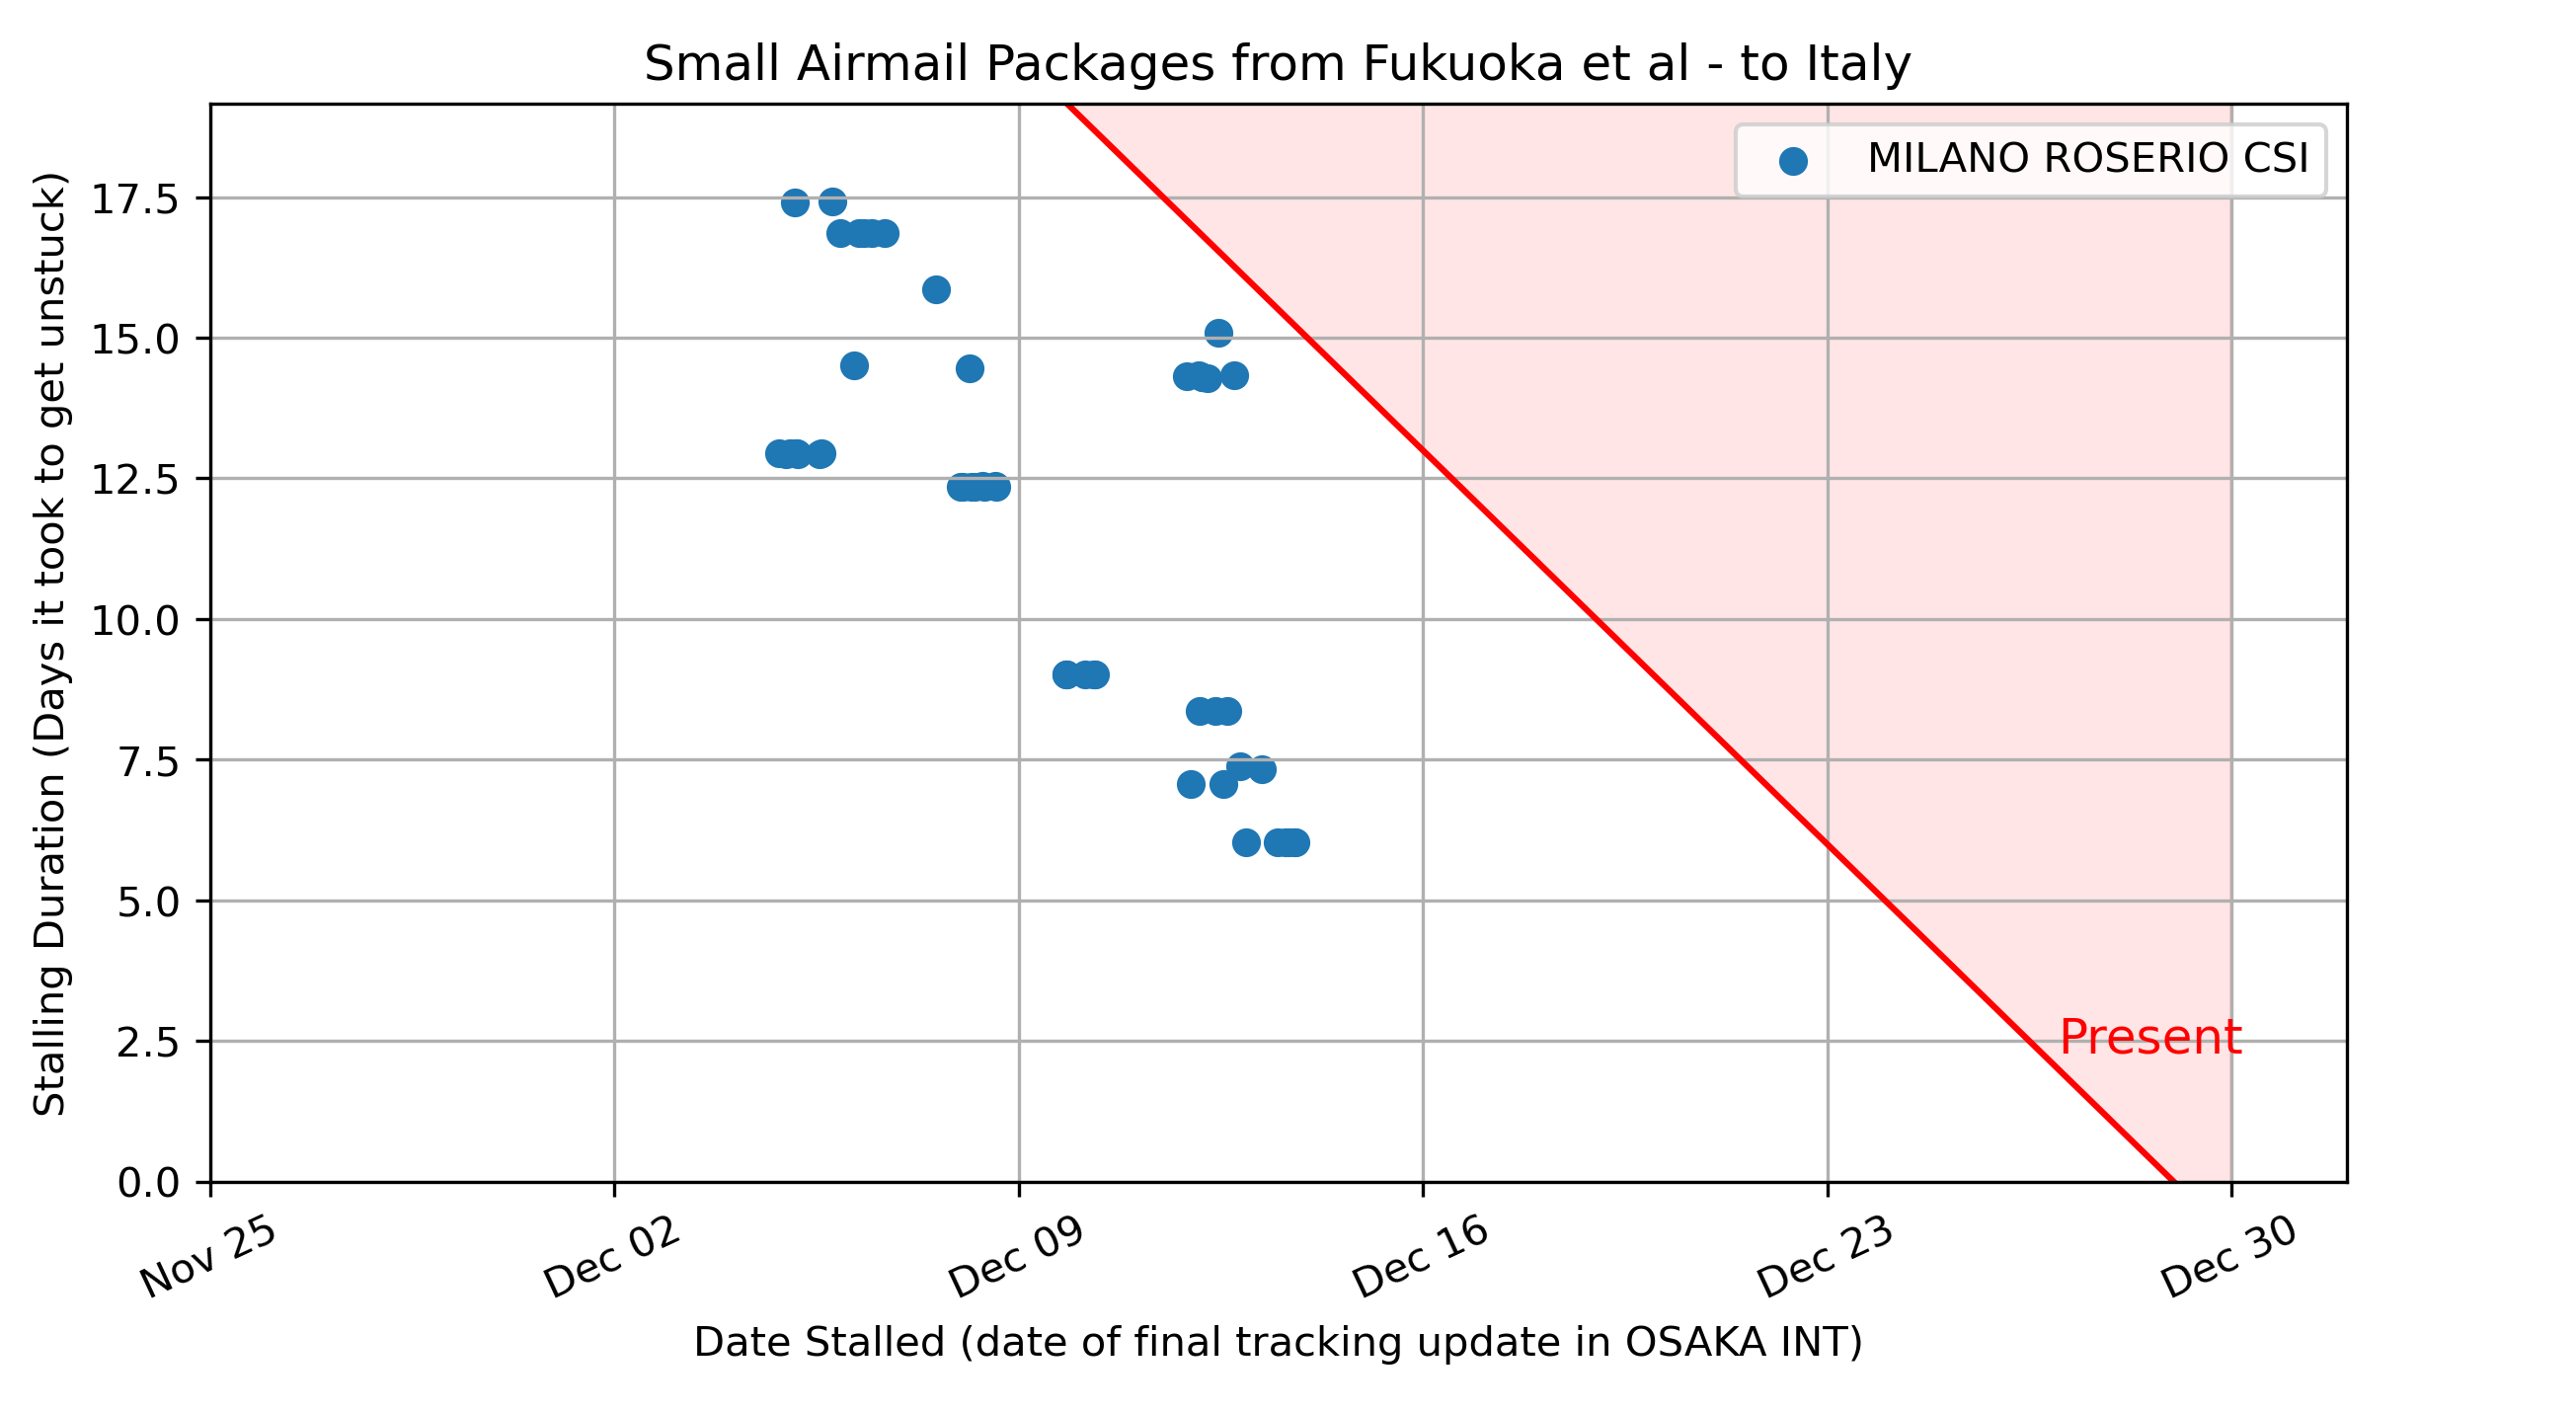 Small Airmail Packages from Fukuoka et al - to Italy
MILANO ROSERIO CSI
Stalling Duration (Days it took to get unstuck)
17.5
15.0
12.5
10.0
7.5
5.0
2.5
0.0
Present
Nov 25
Dec 02
Dec 09
Dec 16
Dec 23
Dec 30
Date Stalled (date of final tracking update in OSAKA INT)